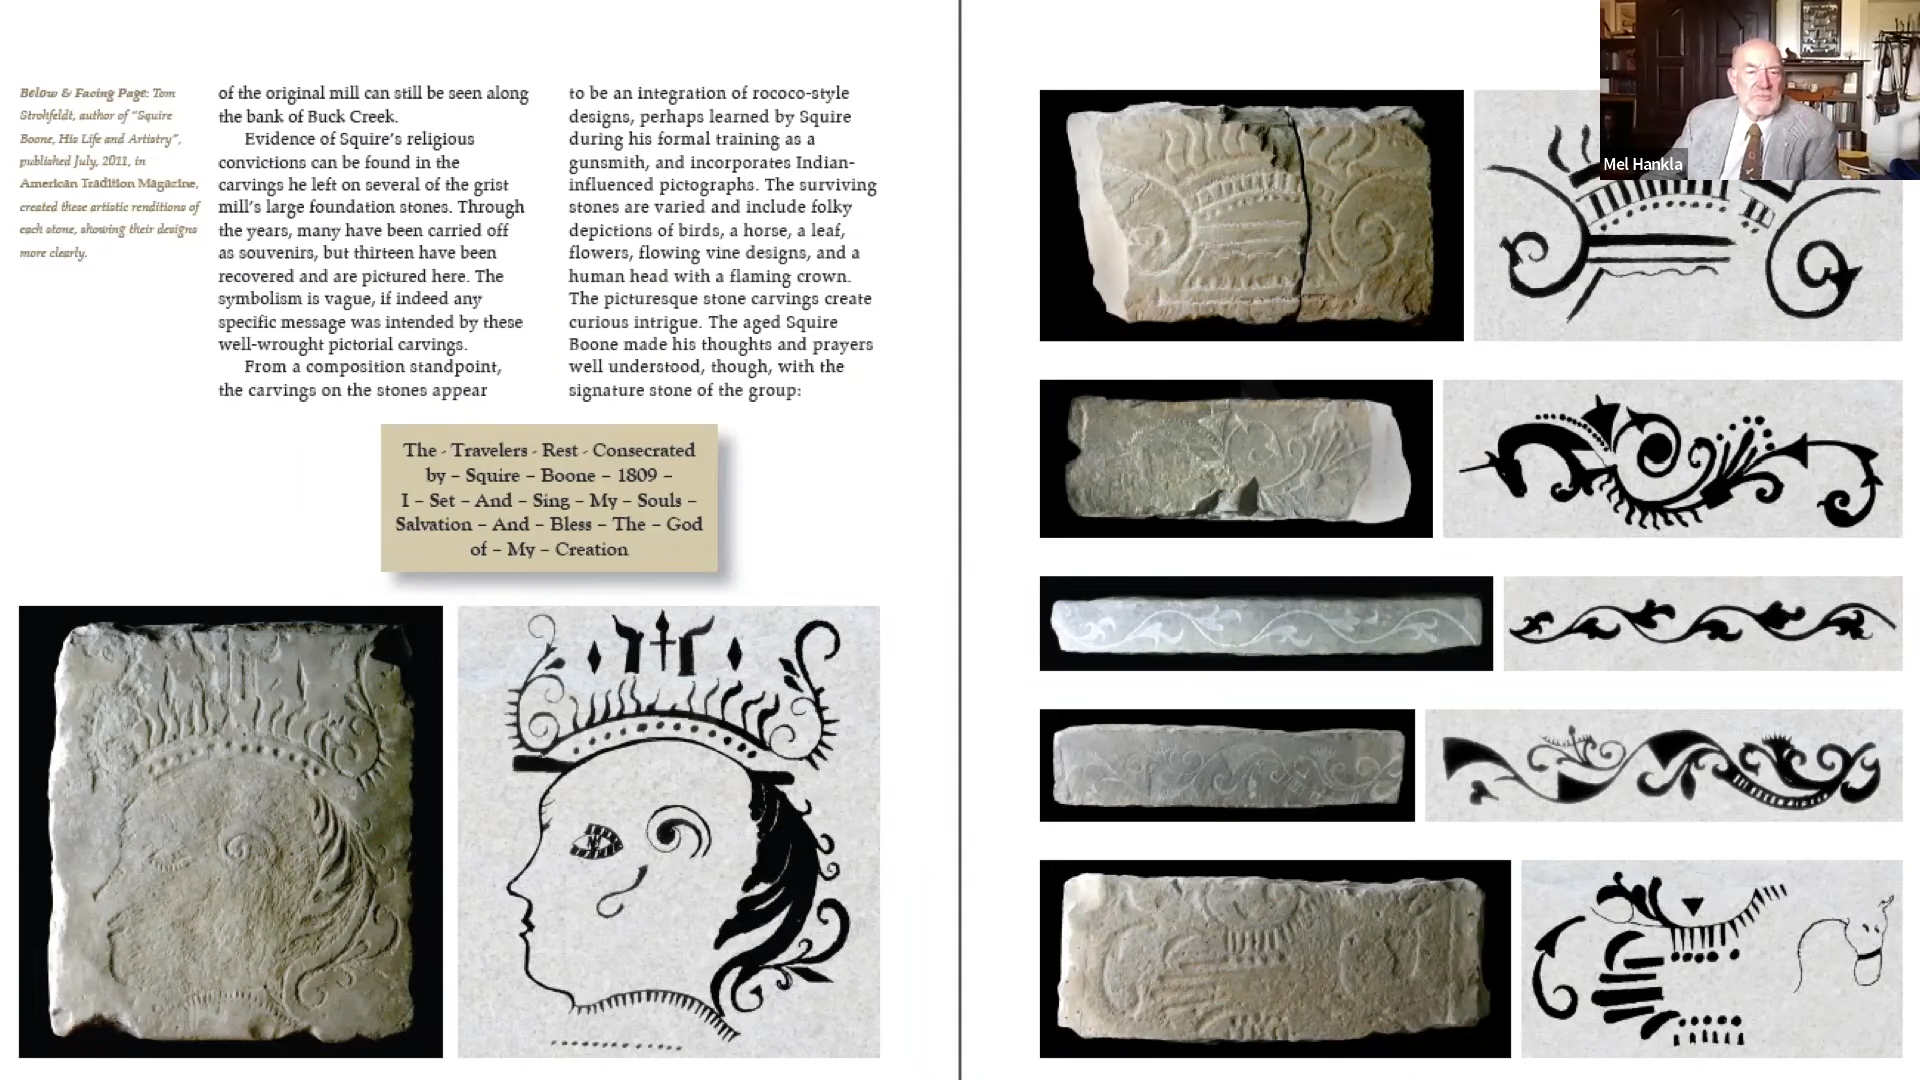 Below & Facing Page: Tom
Strohfeldt, author of "Squire
Boone, His Life and Artistry",
published July, 2011, in
American Tradition Magazine,
created these artistic renditions of
each stone, showing their designs
more clearly.
of the original mill can still be seen along
the bank of Buck Creek.
Evidence of Squire's religious
convictions can be found in the
carvings he left on several of the grist
mill's large foundation stones. Through
the years, many have been carried off
as souvenirs, but thirteen have been
recovered and are pictured here. The
symbolism is vague, if indeed any
specific message was intended by these
well-wrought pictorial carvings.
From a composition standpoint,
the carvings on the stones appear
to be an integration of rococo-style
designs, perhaps learned by Squire
during his formal training as a
gunsmith, and incorporates Indian-
influenced pictographs. The surviving
stones are varied and include folky
depictions of birds, a horse, a leaf,
flowers, flowing vine designs, and a
human head with a flaming crown.
The picturesque stone carvings create
curious intrigue. The aged Squire
Boone made his thoughts and prayers
well understood, though, with the
signature stone of the group:
The - Travelers - Rest - Consecrated
by – Squire – Boone – 1809 –
I – Set – And – Sing – My – Souls –
Salvation – And – Bless – The – God
of – My – Creation
Mel Hankla